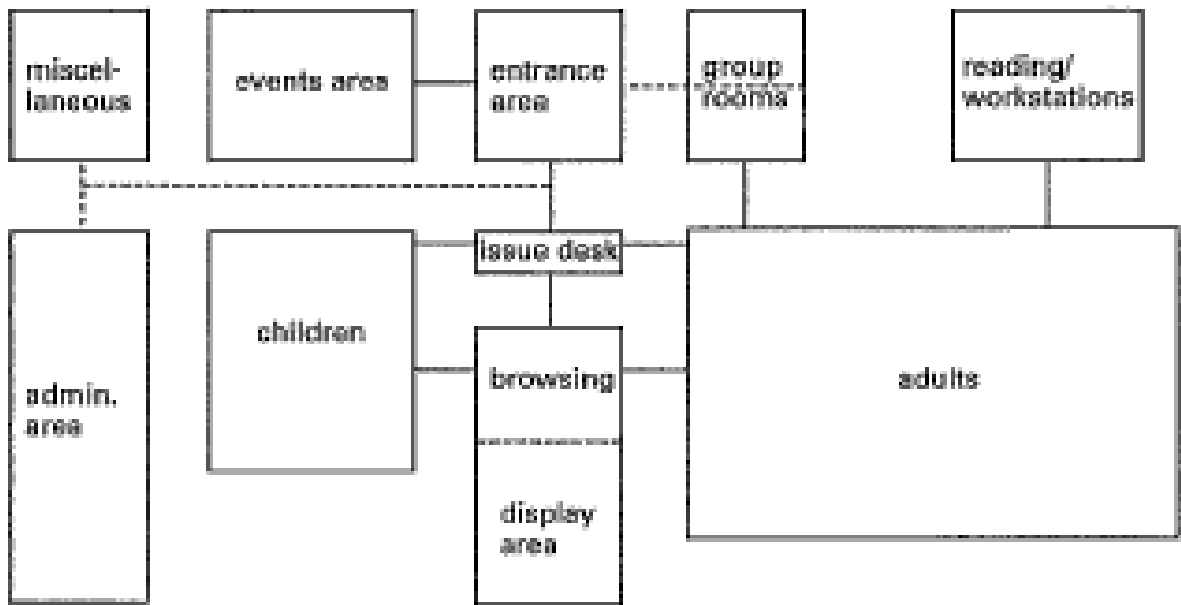 miscel-
laneous
events area
entrance
area
group
rooms
reading/
workstations
issue desk
children
browsing
adults
admin.
area
display
area